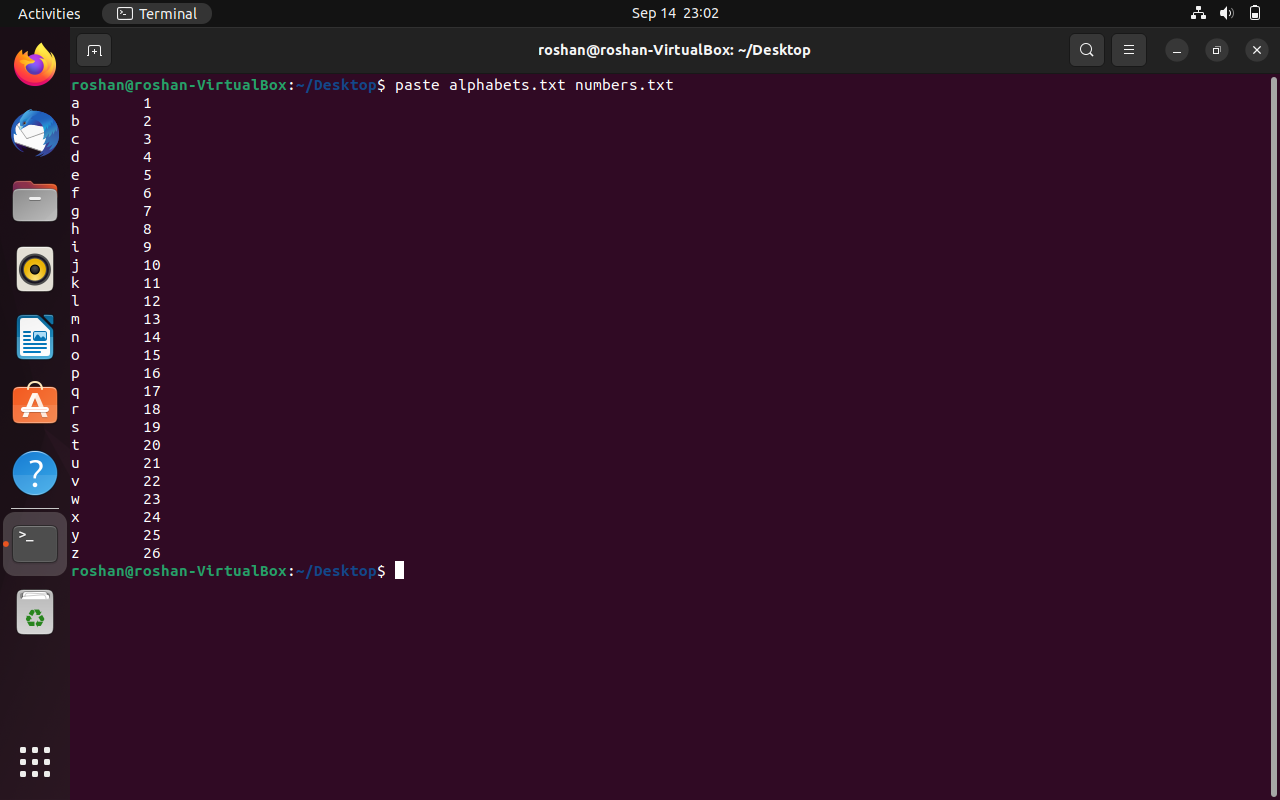 Activities Terminal Sep 14 23:02
roshan@roshan-VirtualBox: ~/Desktop
roshan@roshan-VirtualBox:~/Desktop$ paste alphabets.txt numbers.txt
a 1
b 2
c 3
d 4
e 5
f 6
g 7
h 8
i 9
j 10
k 11
l 12
m 13
n 14
o 15
p 16
q 17
r 18
s 19
t 20
u 21
v 22
w 23
x 24
y 25
z 26
roshan@roshan-VirtualBox:~/Desktop$